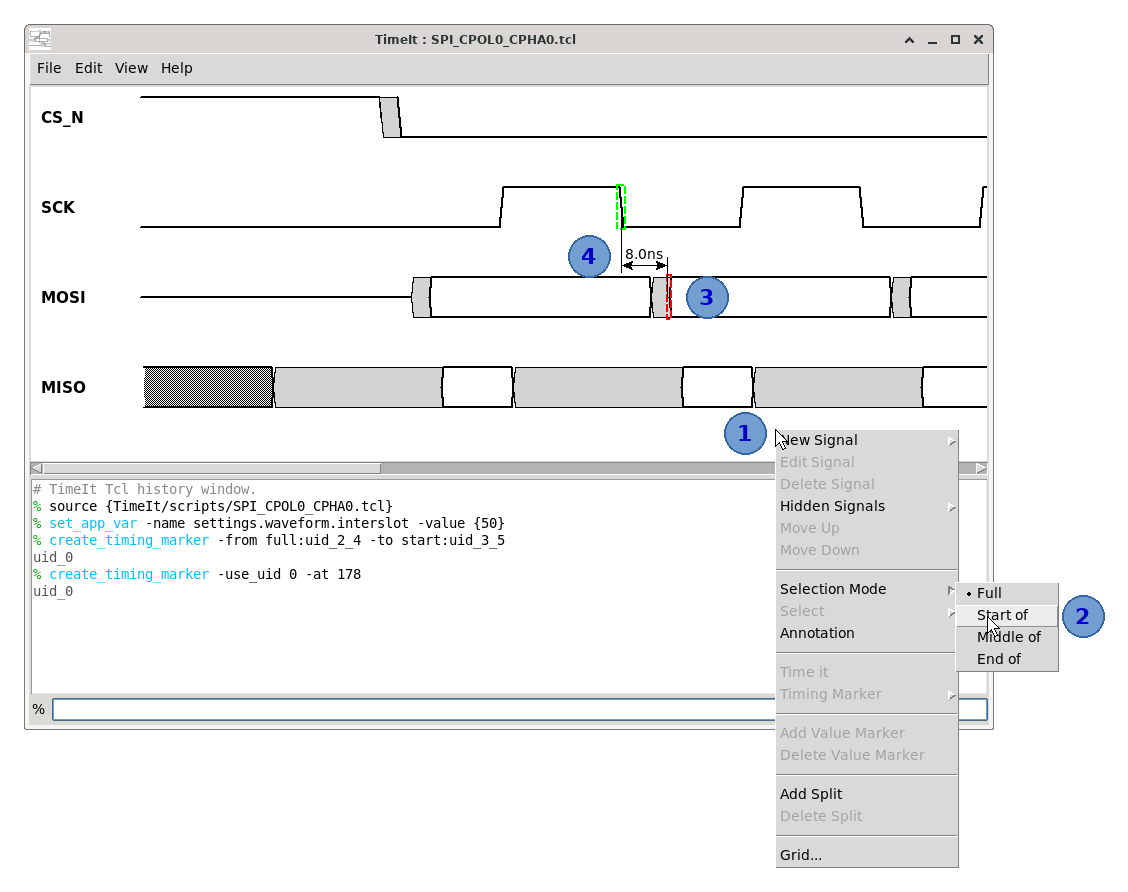 TimeIt : SPI_CPOL0_CPHA0.tcl
File Edit View Help
CS_N
SCK
4
8.0ns
MOSI
3
MISO
1
New Signal
Edit Signal
Delete Signal
Hidden Signals
Move Up
Move Down
Selection Mode
Select
Annotation
Time it
Timing Marker
Add Value Marker
Delete Value Marker
Add Split
Delete Split
Grid...
• Full
Start of
Middle of
End of
2
# TimeIt Tcl history window.
% source {TimeIt/scripts/SPI_CPOL0_CPHA0.tcl}
% set_app_var -name settings.waveform.interslot -value {50}
% create_timing_marker -from full:uid_2_4 -to start:uid_3_5
uid_0
% create_timing_marker -use_uid 0 -at 178
uid_0
%